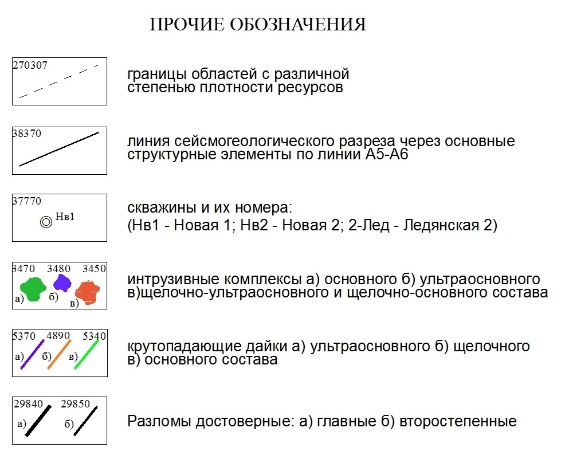 ПРОЧИЕ ОБОЗНАЧЕНИЯ
270307
границы областей с различной
степенью плотности ресурсов
38370
линия сейсмогеологического разреза через основные
структурные элементы по линии А5-А6
37770
Нв1
скважины и их номера:
(Нв1 - Новая 1; Нв2 - Новая 2; 2-Лед - Ледянская 2)
3470 3480 3450
а) б) в)
интрузивные комплексы а) основного б) ультраосновного
в)щелочно-ультраосновного и щелочно-основного состава
5370 4890 5340
а) б) в)
крутопадающие дайки а) ультраосновного б) щелочного
в) основного состава
29840 29850
а) б)
Разломы достоверные: а) главные б) второстепенные